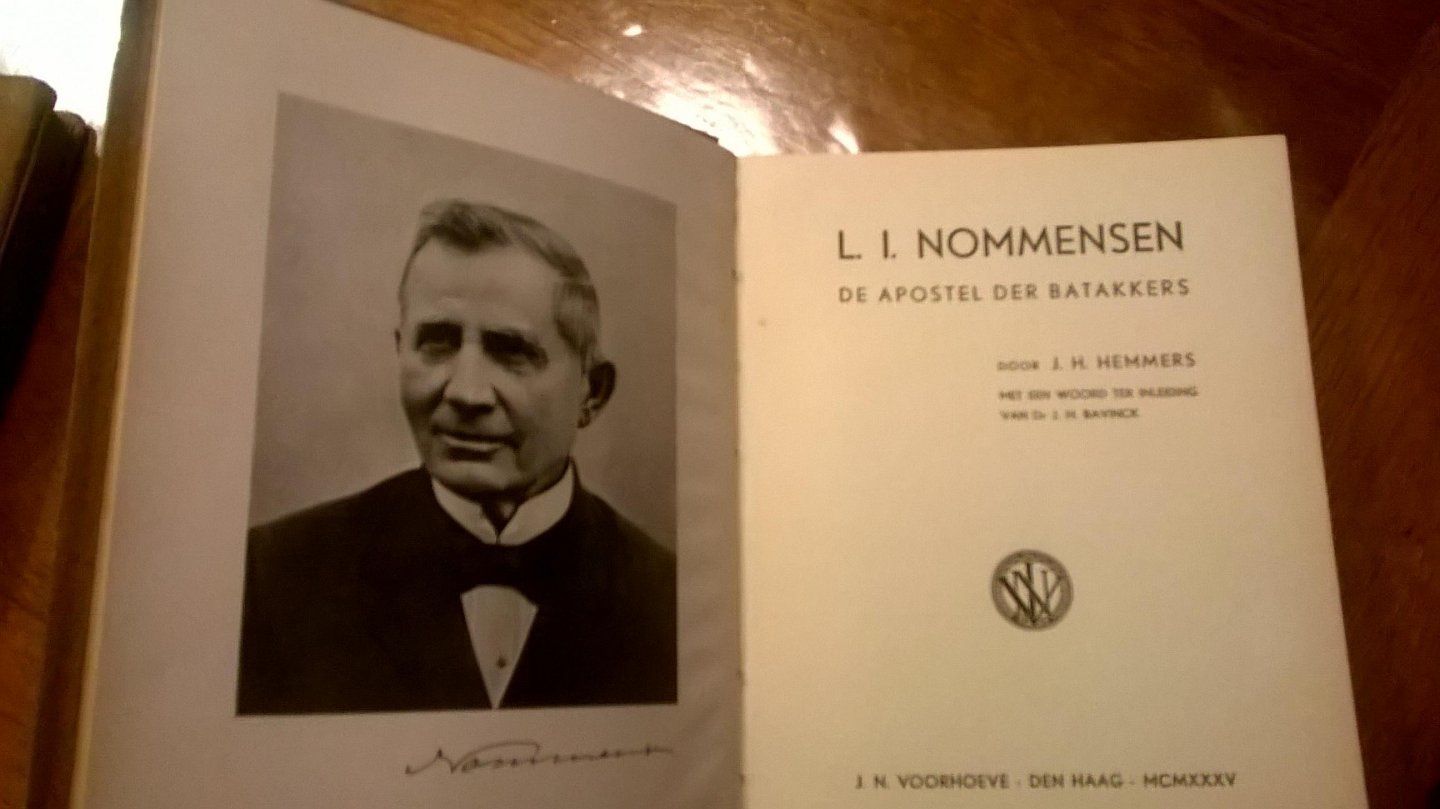 Nommensen
L. I. NOMMENSEN
DE APOSTEL DER BATAKKERS
DOOR J. H. HEMMERS
MET EEN WOORD TER INLEIDING
VAN Dr J. H. BAVINCK
J. N. VOORHOEVE - DEN HAAG - MCMXXXV